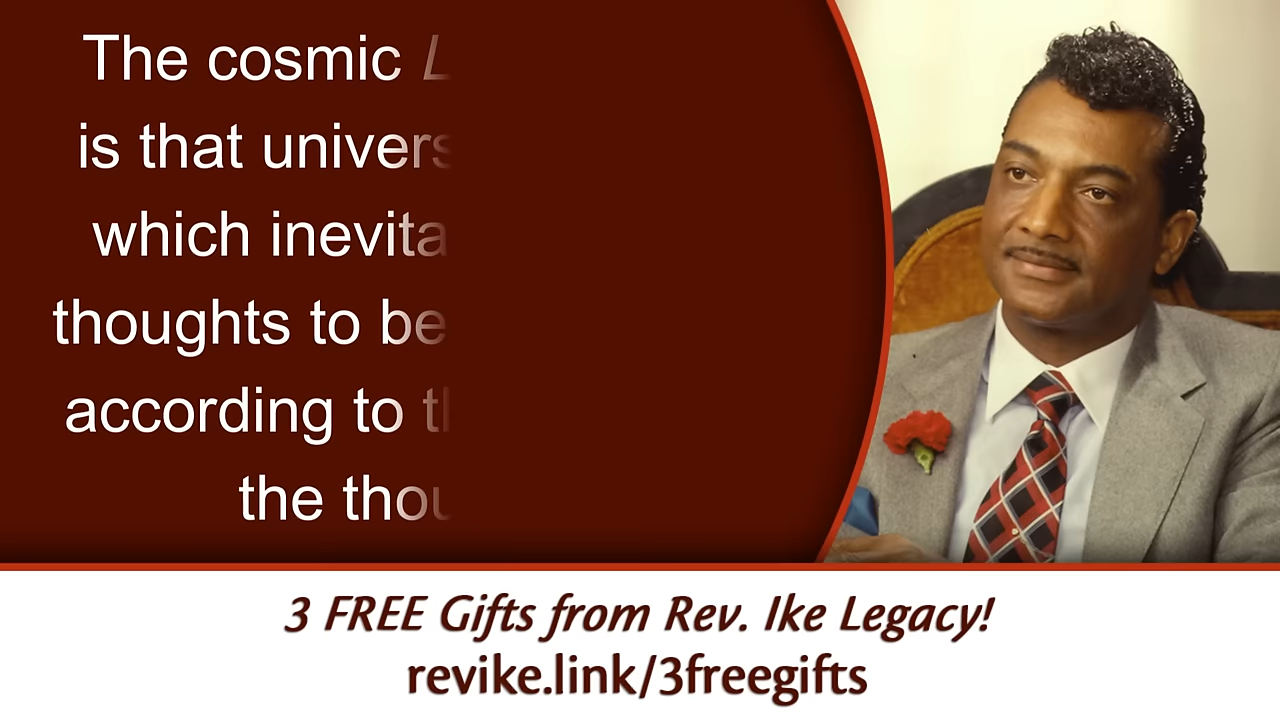 The cosmic L
is that univers
which inevita
thoughts to be
according to th
the thou
3 FREE Gifts from Rev. Ike Legacy!
revike.link/3freegifts